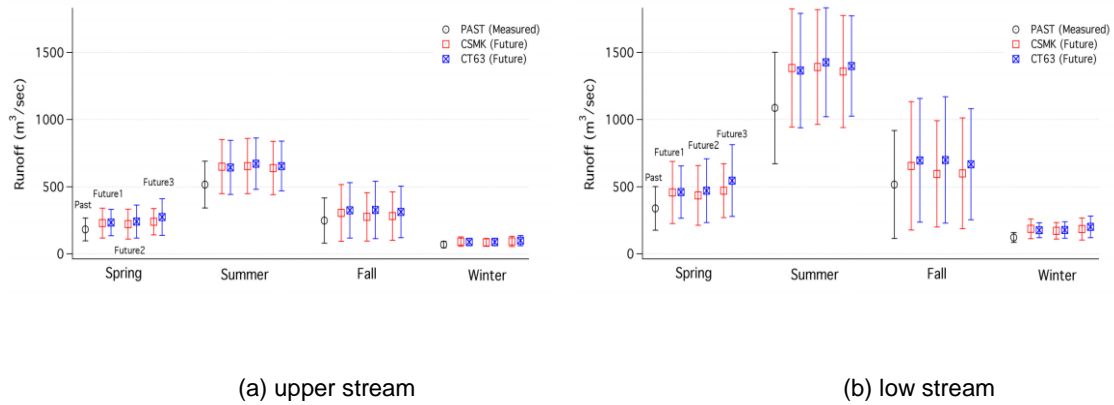 PAST (Measured)
CSMK (Future)
CT63 (Future)
1500
1000
500
0
Runoff (m³/sec)
Past
Future1
Future2
Future3
Spring
Summer
Fall
Winter
(a) upper stream
PAST (Measured)
CSMK (Future)
CT63 (Future)
1500
1000
500
0
Runoff (m³/sec)
Past
Future1
Future2
Future3
Spring
Summer
Fall
Winter
(b) low stream